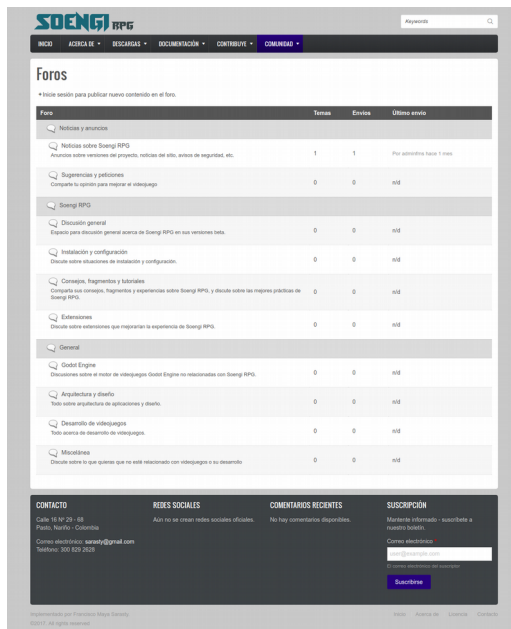 SOENGI RPG
Keywords
INICIO ACERCA DE DESCARGAS DOCUMENTACIÓN CONTRIBUYE COMUNIDAD
Foros
Inicie sesión para publicar nuevo contenido en el foro.
Foro Temas Envíos Último envío
Noticias y anuncios
Noticias sobre Soengi RPG
Anuncios sobre versiones del proyecto, noticias del sitio, avisos de seguridad, etc.
1 1 Por adminfms hace 1 mes
Sugerencias y peticiones
Comparte tu opinión para mejorar el videojuego.
0 0 n/d
Soengi RPG
Discusión general
Espacio para discusión general acerca de Soengi RPG en sus versiones beta.
0 0 n/d
Instalación y configuración
Discute sobre situaciones de instalación y configuración.
0 0 n/d
Consejos, fragmentos y tutoriales
Comparta sus consejos, fragmentos y experiencias sobre Soengi RPG, y discute sobre las mejores prácticas de
Soengi RPG.
0 0 n/d
Extensiones
Discute sobre extensiones que mejorarían la experiencia de Soengi RPG.
0 0 n/d
General
Godot Engine
Discusiones sobre el motor de videojuegos Godot Engine no relacionadas con Soengi RPG.
0 0 n/d
Arquitectura y diseño
Todo sobre arquitectura de aplicaciones y diseño.
0 0 n/d
Desarrollo de videojuegos
Todo acerca de desarrollo de videojuegos.
0 0 n/d
Miscelánea
Discute sobre lo que quieras que no esté relacionado con videojuegos o su desarrollo
0 0 n/d
CONTACTO
Calle 16 Nº 29 - 68
Pasto, Nariño - Colombia
Correo electrónico: sarasty@gmail.com
Teléfono: 300 829 2628
REDES SOCIALES
Aún no se crean redes sociales oficiales.
COMENTARIOS RECIENTES
No hay comentarios disponibles.
SUSCRIPCIÓN
Mantente informado - suscríbete a
nuestro boletín.
Correo electrónico
user@example.com
El correo electrónico del suscriptor
Suscribirse
Implementado por Francisco Maya Sarasty.
©2017. All rights reserved
Inicio Acerca de Licencia Contacto